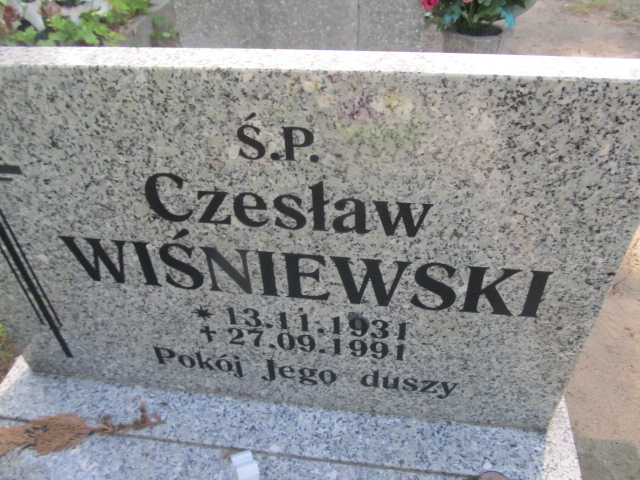 Ś.P.
Czesław
WIŚNIEWSKI
* 13.11.1931
† 27.09.1991
Pokój Jego duszy